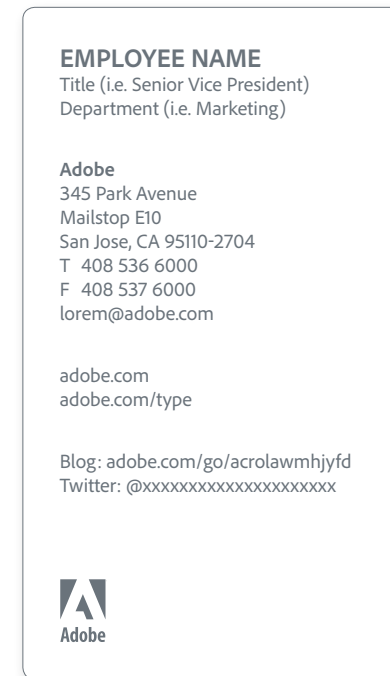 EMPLOYEE NAME
Title (i.e. Senior Vice President)
Department (i.e. Marketing)
Adobe
345 Park Avenue
Mailstop E10
San Jose, CA 95110-2704
T 408 536 6000
F 408 537 6000
lorem@adobe.com
adobe.com
adobe.com/type
Blog: adobe.com/go/acrolawmhjyfd
Twitter: @xxxxxxxxxxxxxxxxxxxxx
Adobe